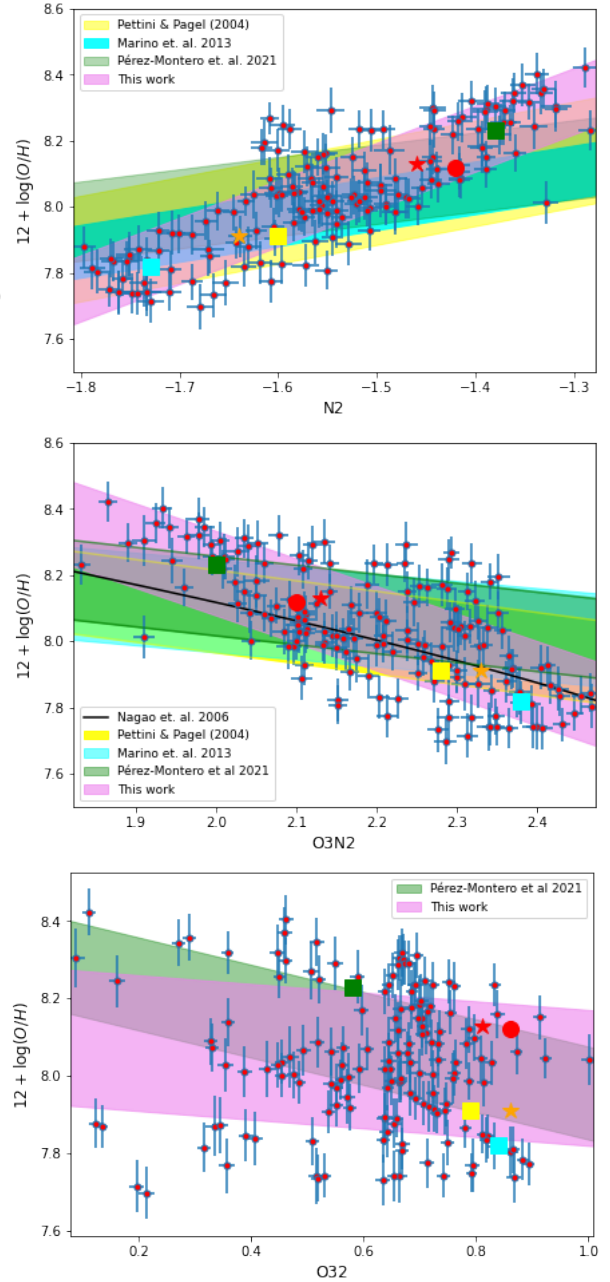 8.6
8.4
8.2
8.0
7.8
7.6
12 + log(O/H)
Pettini & Pagel (2004)
Marino et. al. 2013
Pérez-Montero et. al. 2021
This work
−1.8 −1.7 −1.6 −1.5 −1.4 −1.3
N2
8.6
8.4
8.2
8.0
7.8
7.6
12 + log(O/H)
Nagao et. al. 2006
Pettini & Pagel (2004)
Marino et. al. 2013
Pérez-Montero et al 2021
This work
1.9 2.0 2.1 2.2 2.3 2.4
O3N2
8.4
8.2
8.0
7.8
7.6
12 + log(O/H)
Pérez-Montero et al 2021
This work
0.2 0.4 0.6 0.8 1.0
O32